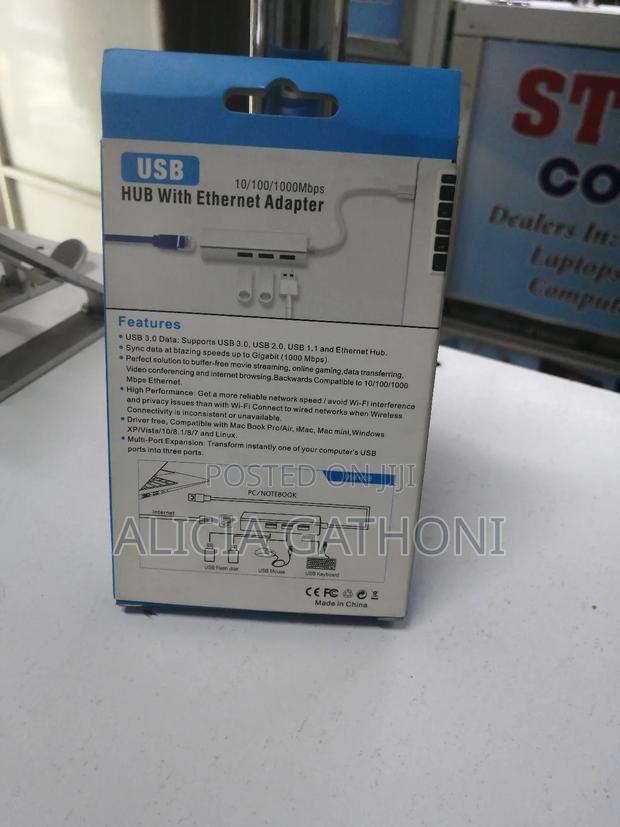 USB
10/100/1000Mbps
HUB With Ethernet Adapter
Features
• USB 3.0 Data: Supports USB 3.0, USB 2.0, USB 1.1 and Ethernet Hub.
• Sync data at blazing speeds up to Gigabit (1000 Mbps).
• Perfect solution to buffer-free movie streaming, online gaming,data transferring,
Video conferencing and internet browsing.Backwards Compatible to 10/100/1000
Mbps Ethernet.
• High Performance: Get a more reliable network speed / avoid Wi-Fi interference
and privacy issues than with Wi-Fi Connect to wired networks when Wireless
Connectivity is inconsistent or unavailable.
• Driver free, Compatible with Mac Book Pro/Air, iMac, Mac mini,Windows
XP/Vista/10/8.1/8/7 and Linux.
• Multi-Port Expansion: Transform instantly one of your computer's USB
ports into three ports.
POSTED ON JIJI
PC/NOTEBOOK
Internet
ALICIA GATHONI
USB Flash disk
USB Mouse
USB Keyboard
CE FC
Made in China
ST
CO
Dealers In:
Laptops
Comput